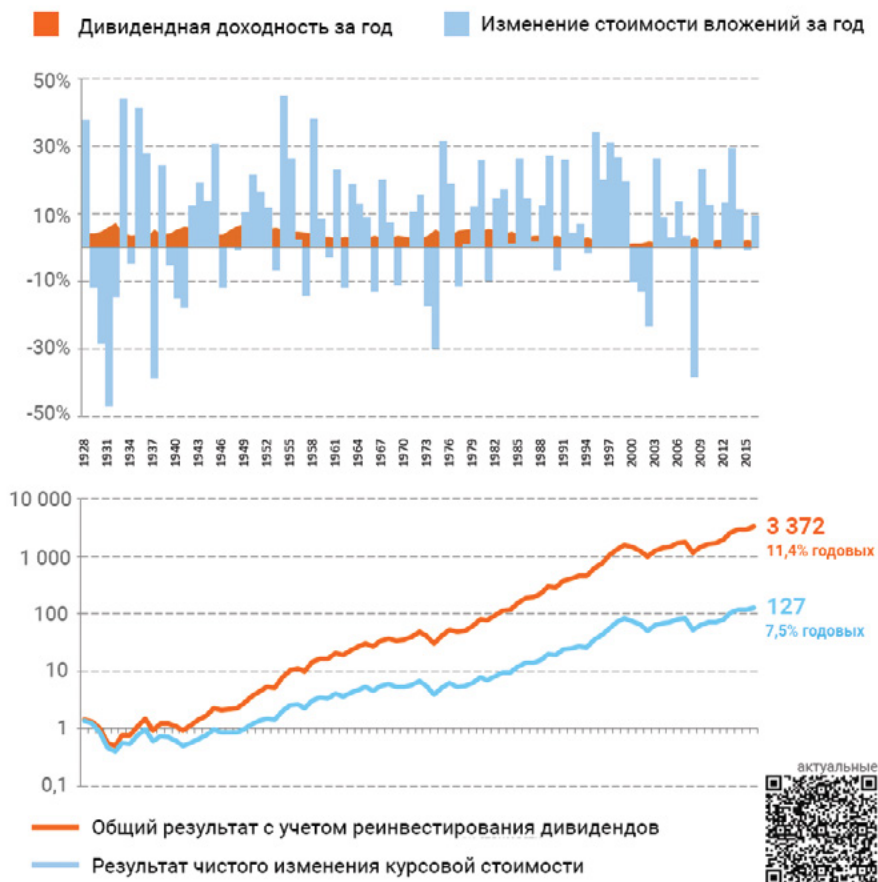 Дивидендная доходность за год
Изменение стоимости вложений за год
50%
30%
10%
-10%
-30%
-50%
1928 1931 1934 1937 1940 1943 1946 1949 1952 1955 1958 1961 1964 1967 1970 1973 1976 1979 1982 1985 1988 1991 1994 1997 2000 2003 2006 2009 2012 2015
10 000
1 000
100
10
1
0,1
3 372
11,4% годовых
127
7,5% годовых
актуальные
Общий результат с учетом реинвестирования дивидендов
Результат чистого изменения курсовой стоимости